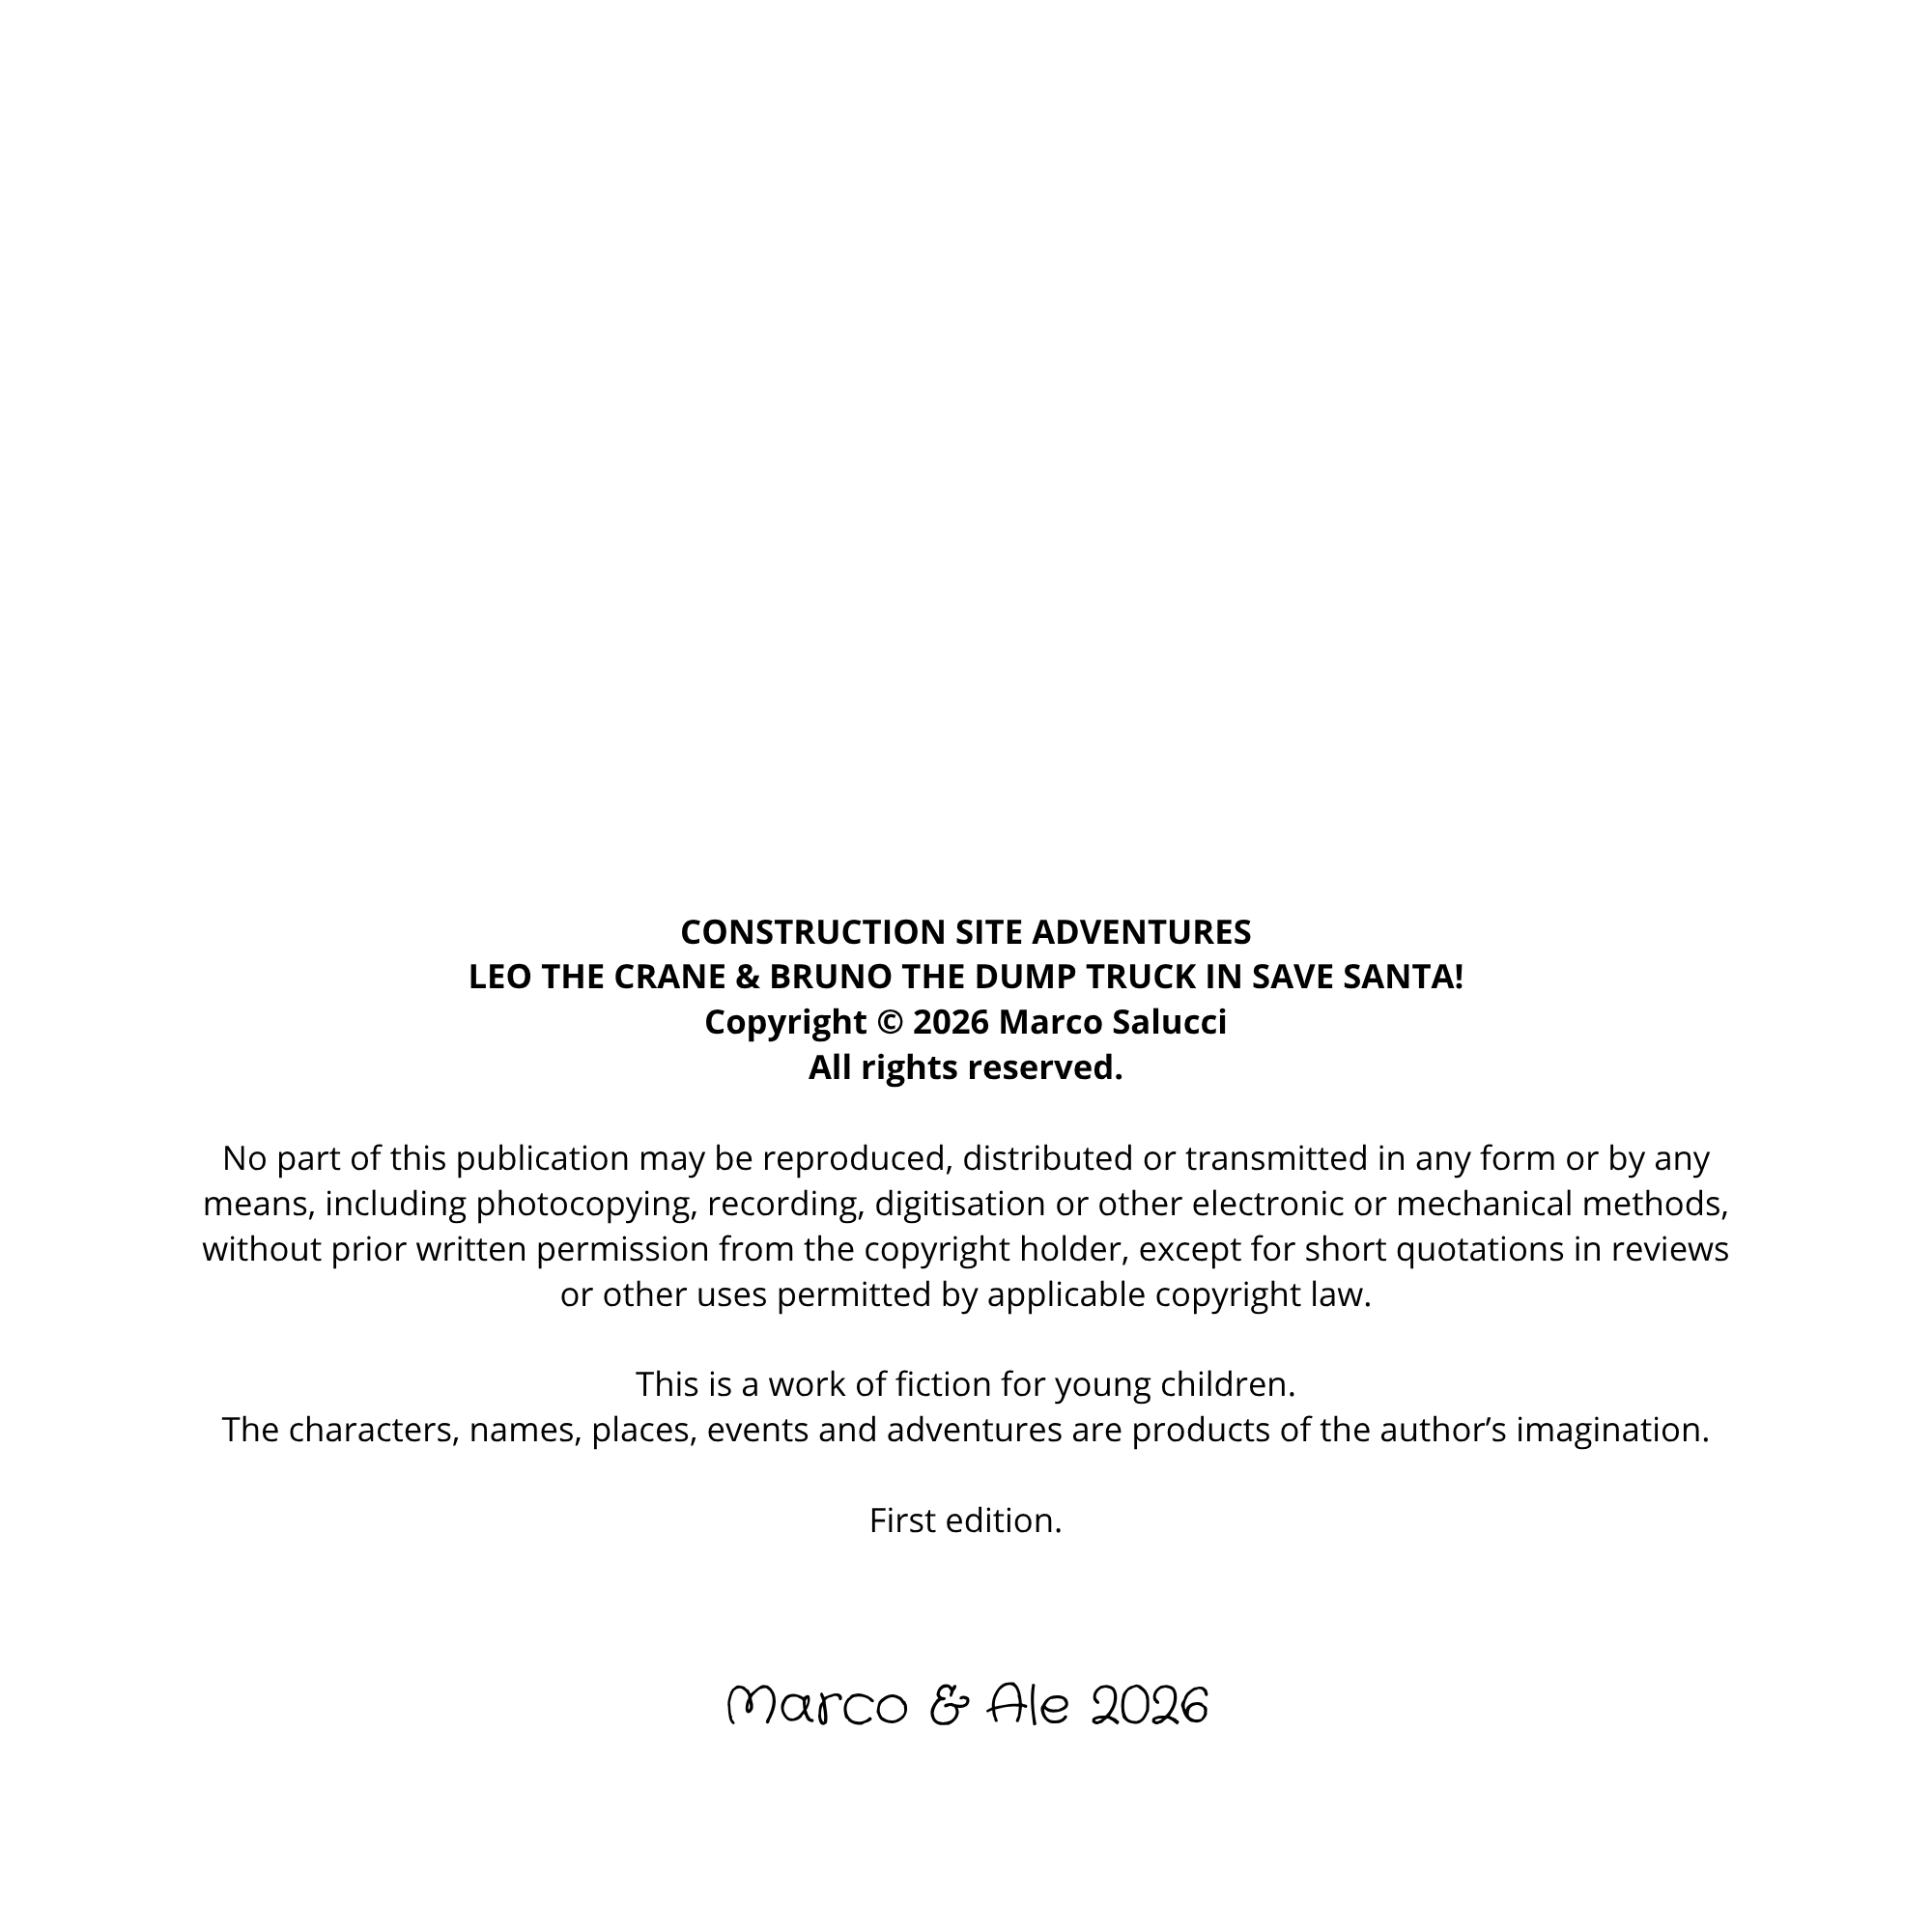 CONSTRUCTION SITE ADVENTURES
LEO THE CRANE & BRUNO THE DUMP TRUCK IN SAVE SANTA!
Copyright © 2026 Marco Salucci
All rights reserved.
No part of this publication may be reproduced, distributed or transmitted in any form or by any
means, including photocopying, recording, digitisation or other electronic or mechanical methods,
without prior written permission from the copyright holder, except for short quotations in reviews
or other uses permitted by applicable copyright law.
This is a work of fiction for young children.
The characters, names, places, events and adventures are products of the author’s imagination.
First edition.
Marco & Ale 2026